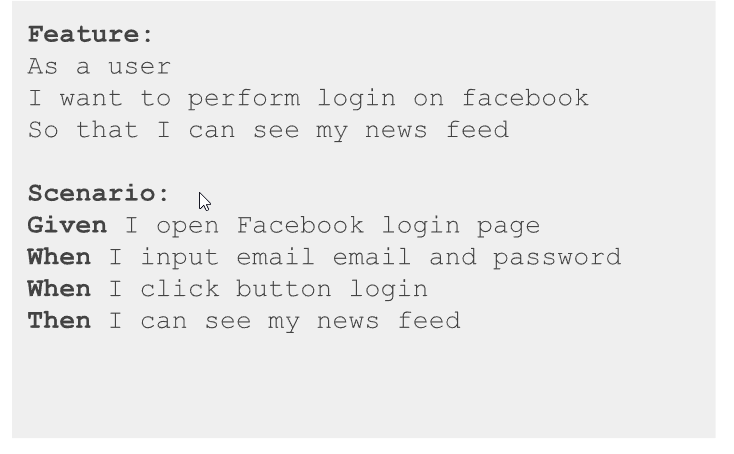 Feature:
As a user
I want to perform login on facebook
So that I can see my news feed
Scenario:
Given I open Facebook login page
When I input email email and password
When I click button login
Then I can see my news feed